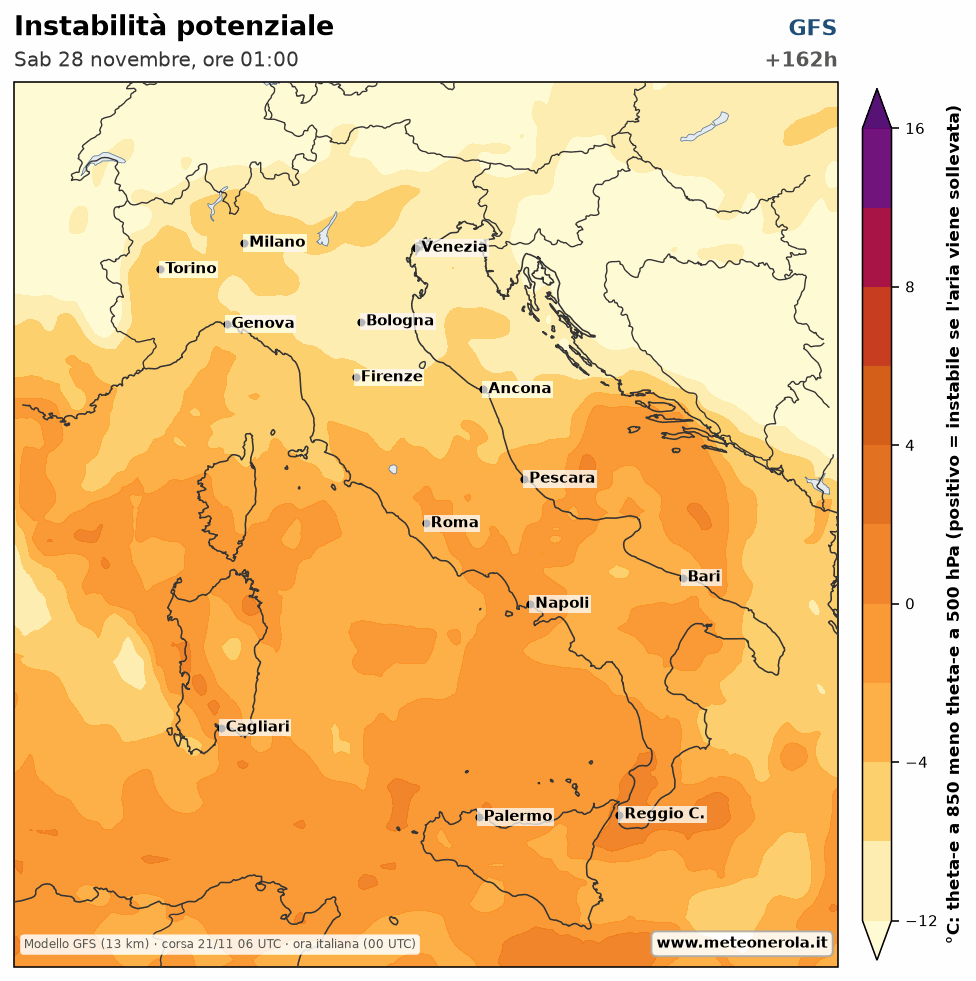 Instabilità potenziale
GFS
Sab 28 novembre, ore 01:00
+162h
Milano
Venezia
Torino
Genova
Bologna
Firenze
Ancona
Pescara
Roma
Bari
Napoli
Cagliari
Palermo
Reggio C.
Modello GFS (13 km) · corsa 21/11 06 UTC · ora italiana (00 UTC)
www.meteonerola.it
16
8
4
0
−4
−12
°C: theta-e a 850 meno theta-e a 500 hPa (positivo = instabile se l'aria viene sollevata)